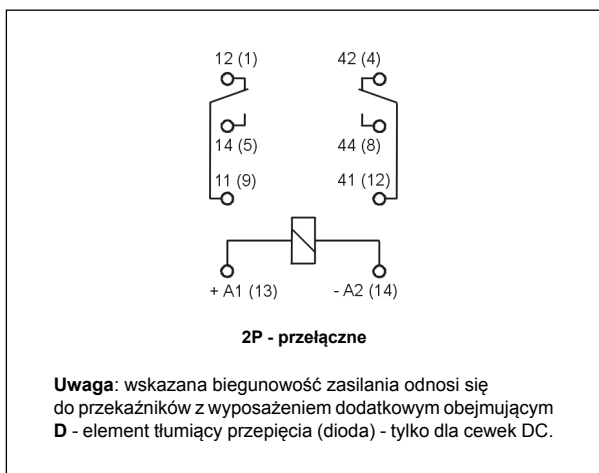 12 (1) 42 (4)
14 (5) 44 (8)
11 (9) 41 (12)
+ A1 (13) - A2 (14)
2P - przełączne
Uwaga: wskazana biegunowość zasilania odnosi się
do przekaźników z wyposażeniem dodatkowym obejmującym
D - element tłumiący przepięcia (dioda) - tylko dla cewek DC.